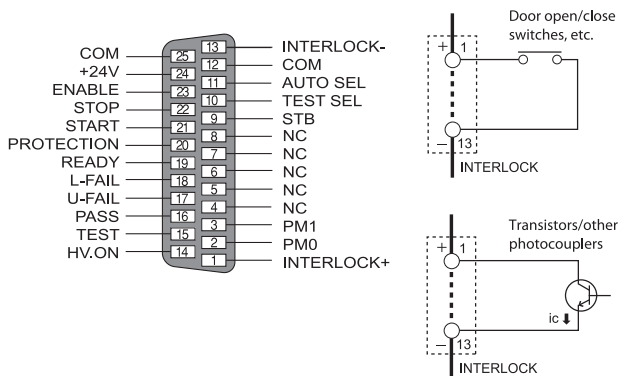 COM
+24V
ENABLE
STOP
START
PROTECTION
READY
L-FAIL
U-FAIL
PASS
TEST
HV.ON
25
24
23
22
21
20
19
18
17
16
15
14
13
12
11
10
9
8
7
6
5
4
3
2
1
INTERLOCK-
COM
AUTO SEL
TEST SEL
STB
NC
NC
NC
NC
NC
PM1
PM0
INTERLOCK+
Door open/close
switches, etc.
+ 1
– 13
INTERLOCK
Transistors/other
photocouplers
+ 1
ic
– 13
INTERLOCK